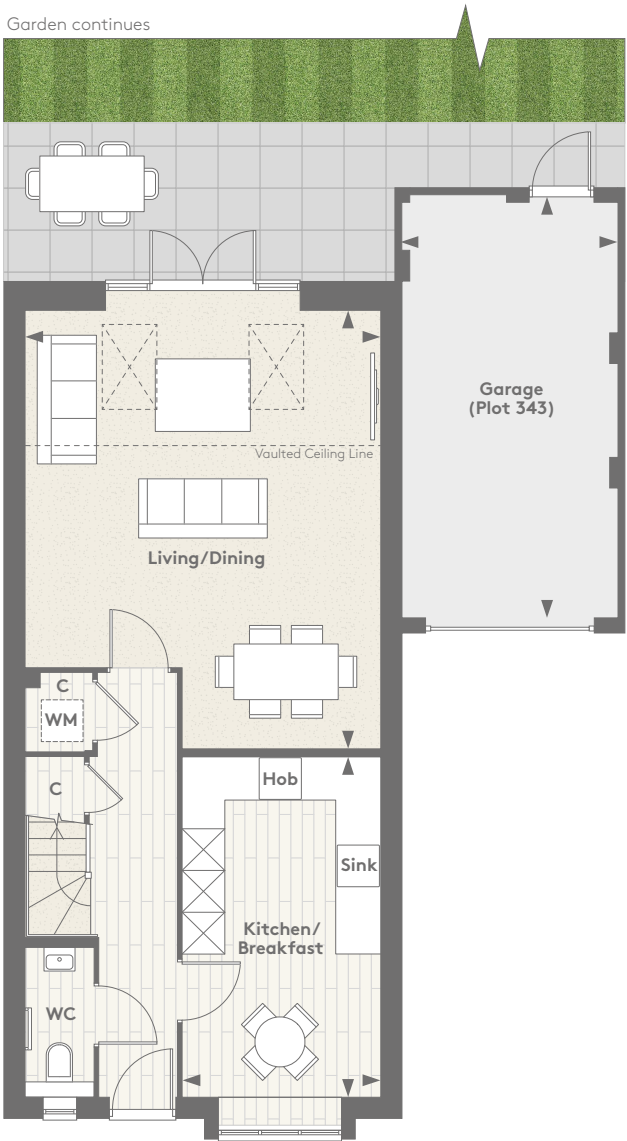 Garden continues
Garage
(Plot 343)
Vaulted Ceiling Line
Living/Dining
C
WM
C
Hob
Sink
Kitchen/
Breakfast
WC